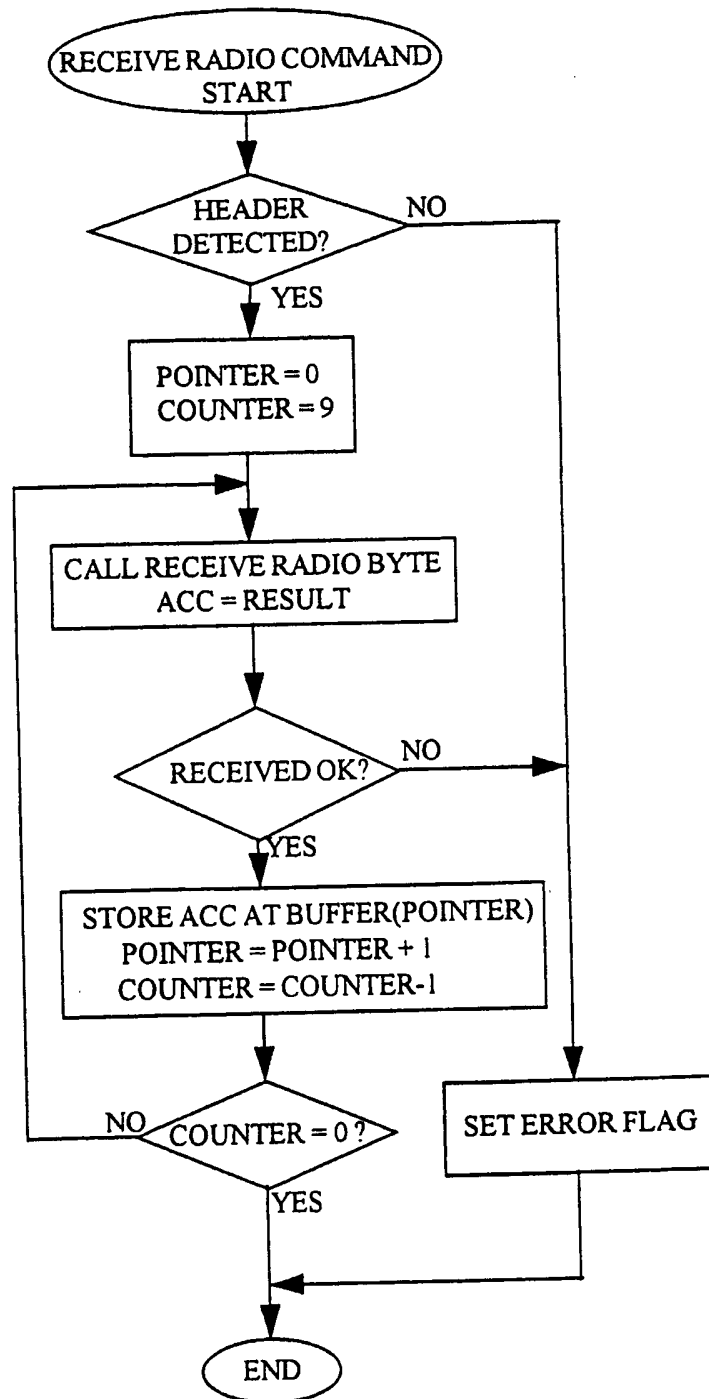 RECEIVE RADIO COMMAND
START
HEADER
DETECTED?
NO
YES
POINTER = 0
COUNTER = 9
CALL RECEIVE RADIO BYTE
ACC = RESULT
RECEIVED OK?
NO
YES
STORE ACC AT BUFFER(POINTER)
POINTER = POINTER + 1
COUNTER = COUNTER-1
NO
COUNTER = 0 ?
YES
SET ERROR FLAG
END